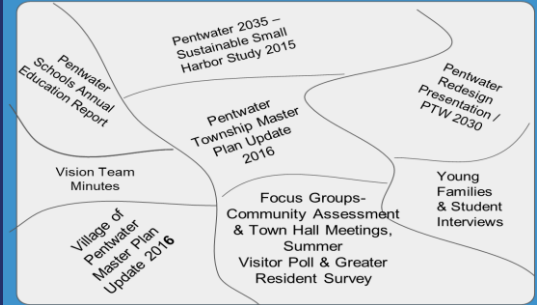 Pentwater 2035 –
Sustainable Small
Harbor Study 2015
Pentwater
Schools Annual
Education Report
Pentwater
Redesign
Presentation /
PTW 2030
Pentwater
Township Master
Plan Update
2016
Vision Team
Minutes
Young
Families
& Student
Interviews
Village of
Pentwater
Master Plan
Update 2016
Focus Groups-
Community Assessment
& Town Hall Meetings,
Summer
Visitor Poll & Greater
Resident Survey